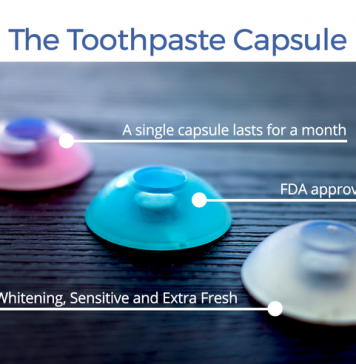 The Toothpaste Capsule
A single capsule lasts for a month
FDA approv
Whitening, Sensitive and Extra Fresh